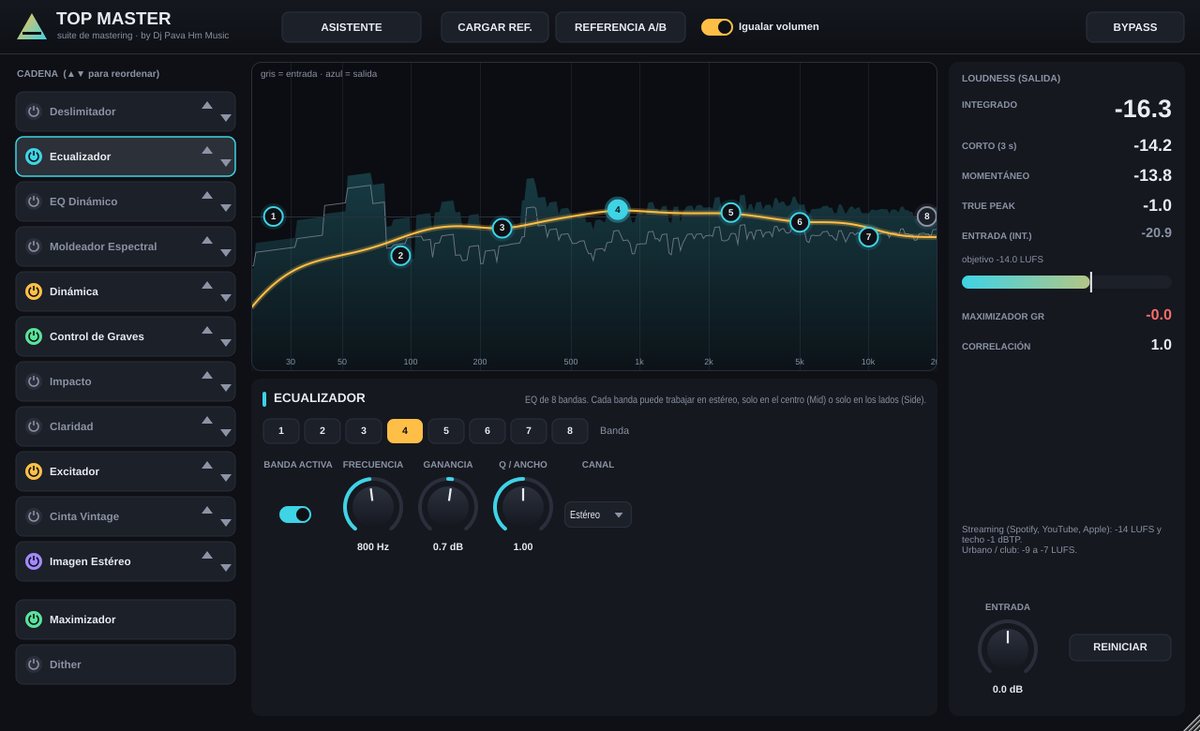 TOP MASTER
suite de mastering · by Dj Pava Hm Music
ASISTENTE
CARGAR REF.
REFERENCIA A/B
Igualar volumen
BYPASS
CADENA (▲▼ para reordenar)
Deslimitador
Ecualizador
EQ Dinámico
Moldeador Espectral
Dinámica
Control de Graves
Impacto
Claridad
Excitador
Cinta Vintage
Imagen Estéreo
Maximizador
Dither
gris = entrada · azul = salida
1
2
3
4
5
6
7
8
30 50 100 200 500 1k 2k 5k 10k
ECUALIZADOR
EQ de 8 bandas. Cada banda puede trabajar en estéreo, solo en el centro (Mid) o solo en los lados (Side).
1 2 3 4 5 6 7 8 Banda
BANDA ACTIVA FRECUENCIA GANANCIA Q / ANCHO CANAL
Estéreo
800 Hz 0.7 dB 1.00
LOUDNESS (SALIDA)
INTEGRADO -16.3
CORTO (3 s) -14.2
MOMENTÁNEO -13.8
TRUE PEAK -1.0
ENTRADA (INT.) -20.9
objetivo -14.0 LUFS
MAXIMIZADOR GR -0.0
CORRELACIÓN 1.0
Streaming (Spotify, YouTube, Apple): -14 LUFS y
techo -1 dBTP.
Urbano / club: -9 a -7 LUFS.
ENTRADA
REINICIAR
0.0 dB